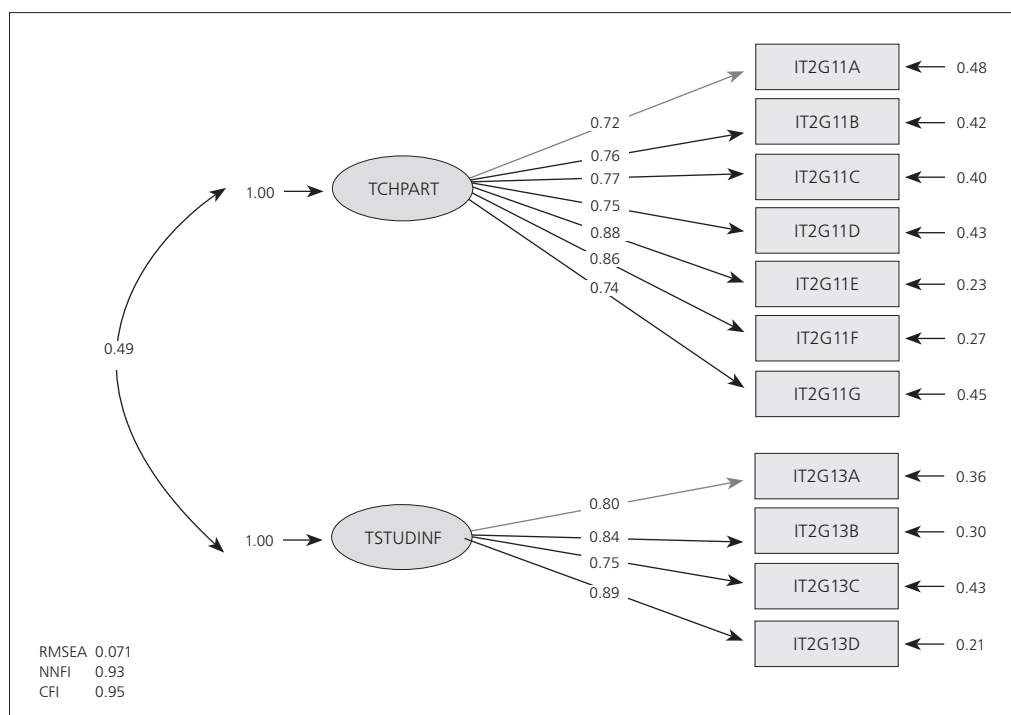 0.72 IT2G11A 0.48
0.76 IT2G11B 0.42
1.00 TCHPART 0.77 IT2G11C 0.40
0.75 IT2G11D 0.43
0.88 IT2G11E 0.23
0.86 IT2G11F 0.27
0.74 IT2G11G 0.45
0.49
0.80 IT2G13A 0.36
1.00 TSTUDINF 0.84 IT2G13B 0.30
0.75 IT2G13C 0.43
0.89 IT2G13D 0.21
RMSEA 0.071
NNFI 0.93
CFI 0.95